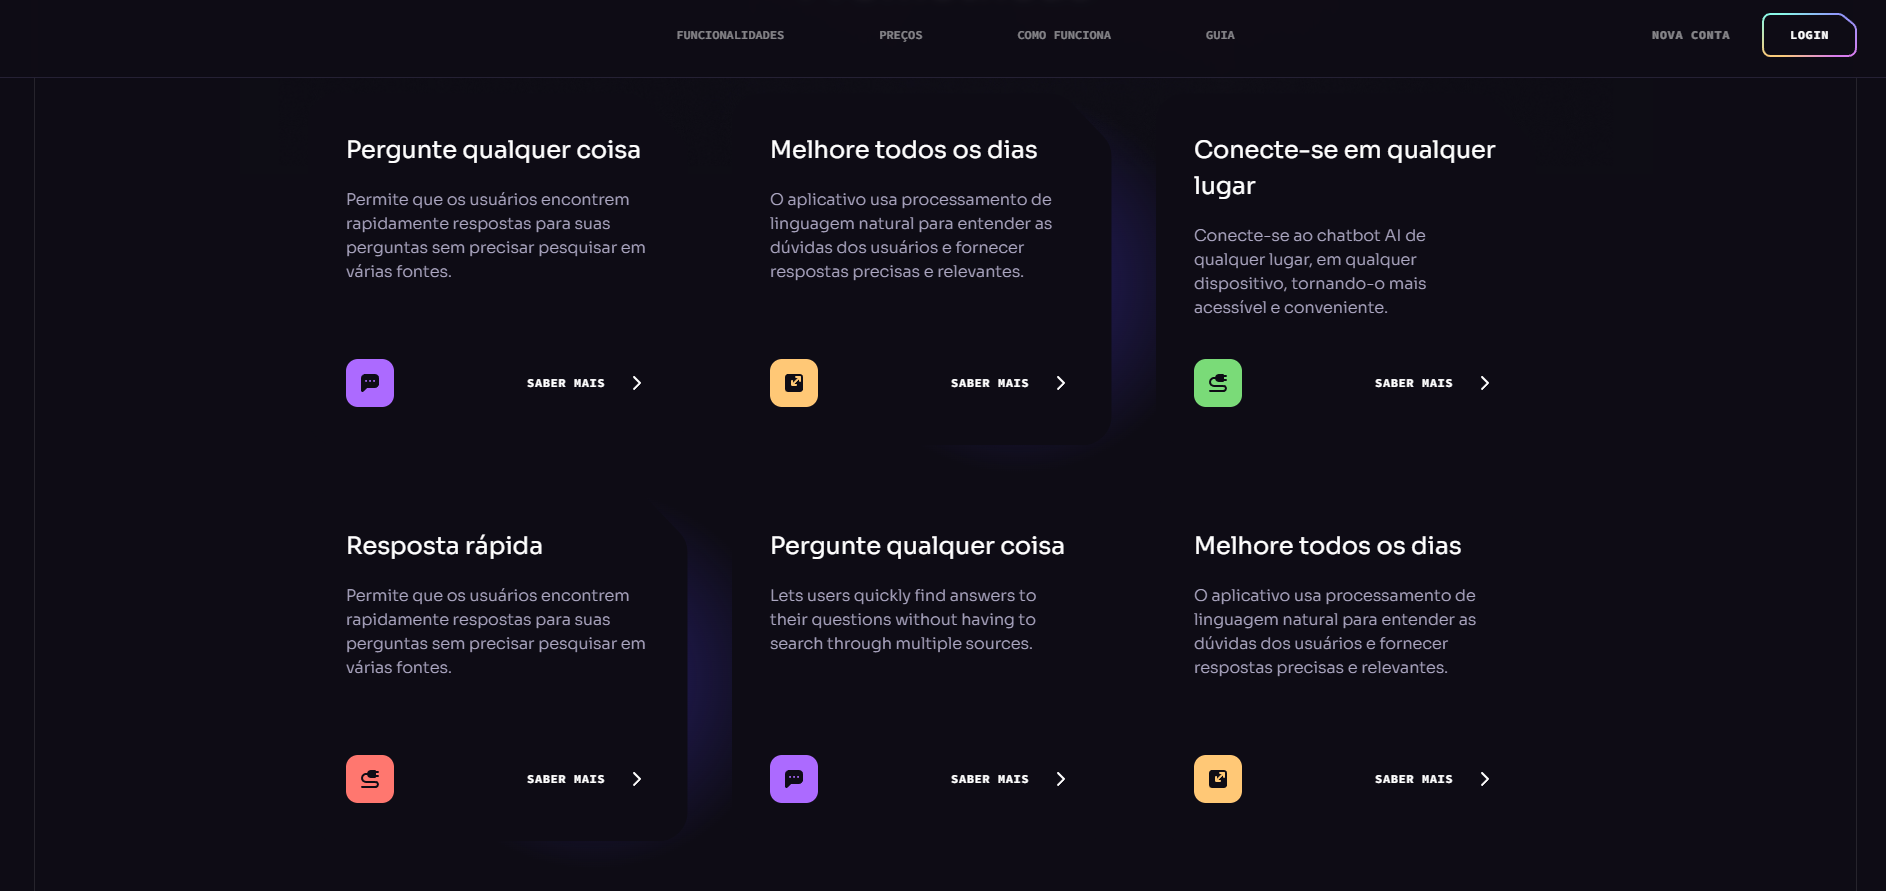 FUNCIONALIDADES
PREÇOS
COMO FUNCIONA
GUIA
NOVA CONTA
LOGIN
Pergunte qualquer coisa
Permite que os usuários encontrem
rapidamente respostas para suas
perguntas sem precisar pesquisar em
várias fontes.
SABER MAIS
Melhore todos os dias
O aplicativo usa processamento de
linguagem natural para entender as
dúvidas dos usuários e fornecer
respostas precisas e relevantes.
SABER MAIS
Conecte-se em qualquer
lugar
Conecte-se ao chatbot AI de
qualquer lugar, em qualquer
dispositivo, tornando-o mais
acessível e conveniente.
SABER MAIS
Resposta rápida
Permite que os usuários encontrem
rapidamente respostas para suas
perguntas sem precisar pesquisar em
várias fontes.
SABER MAIS
Pergunte qualquer coisa
Lets users quickly find answers to
their questions without having to
search through multiple sources.
SABER MAIS
Melhore todos os dias
O aplicativo usa processamento de
linguagem natural para entender as
dúvidas dos usuários e fornecer
respostas precisas e relevantes.
SABER MAIS